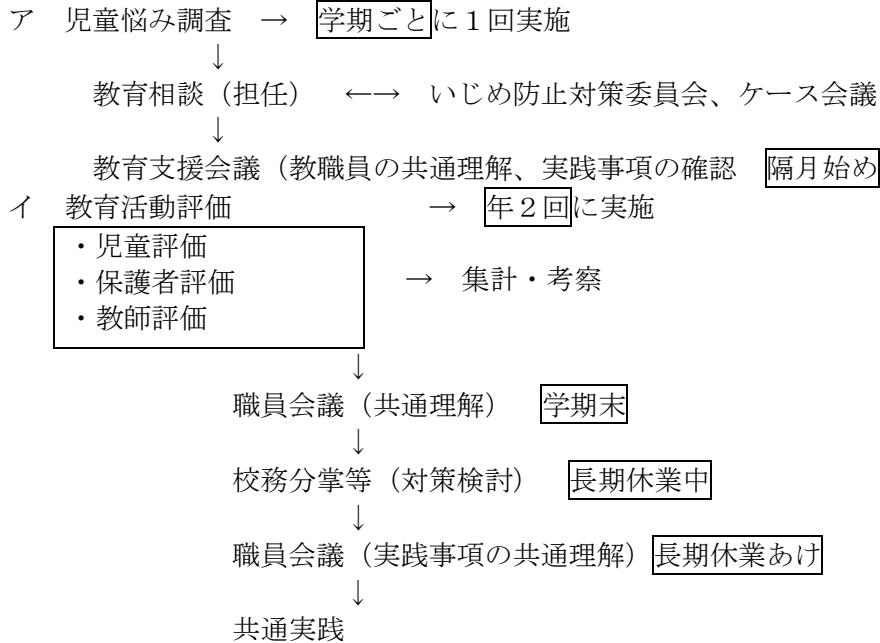 ア　児童悩み調査　→　学期ごとに１回実施
↓
教育相談（担任）　←→　いじめ防止対策委員会、ケース会議
↓
教育支援会議（教職員の共通理解、実践事項の確認　隔月始め
イ　教育活動評価　→　年２回に実施
・児童評価
・保護者評価　→　集計・考察
・教師評価
↓
職員会議（共通理解）　学期末
↓
校務分掌等（対策検討）　長期休業中
↓
職員会議（実践事項の共通理解）長期休業あけ
↓
共通実践